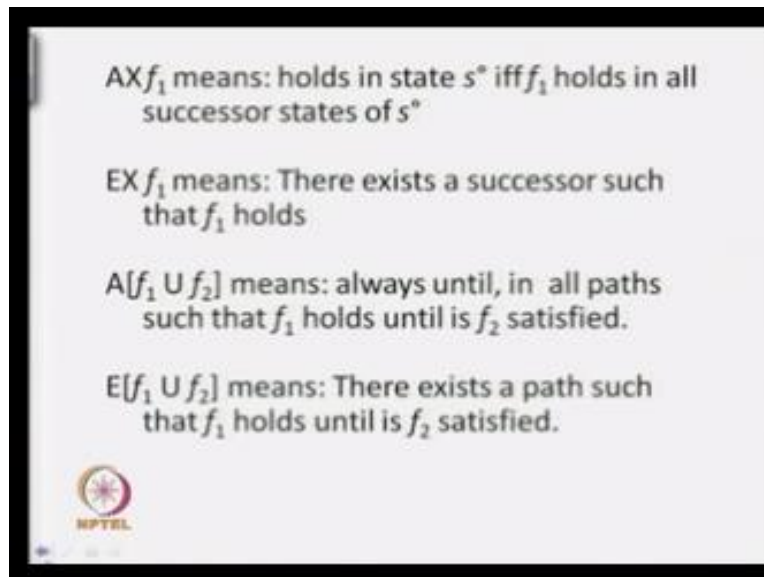 AXf₁ means: holds in state s° iff f₁ holds in all
successor states of s°
EX f₁ means: There exists a successor such
that f₁ holds
A[f₁ U f₂] means: always until, in all paths
such that f₁ holds until is f₂ satisfied.
E[f₁ U f₂] means: There exists a path such
that f₁ holds until is f₂ satisfied.
NPTEL